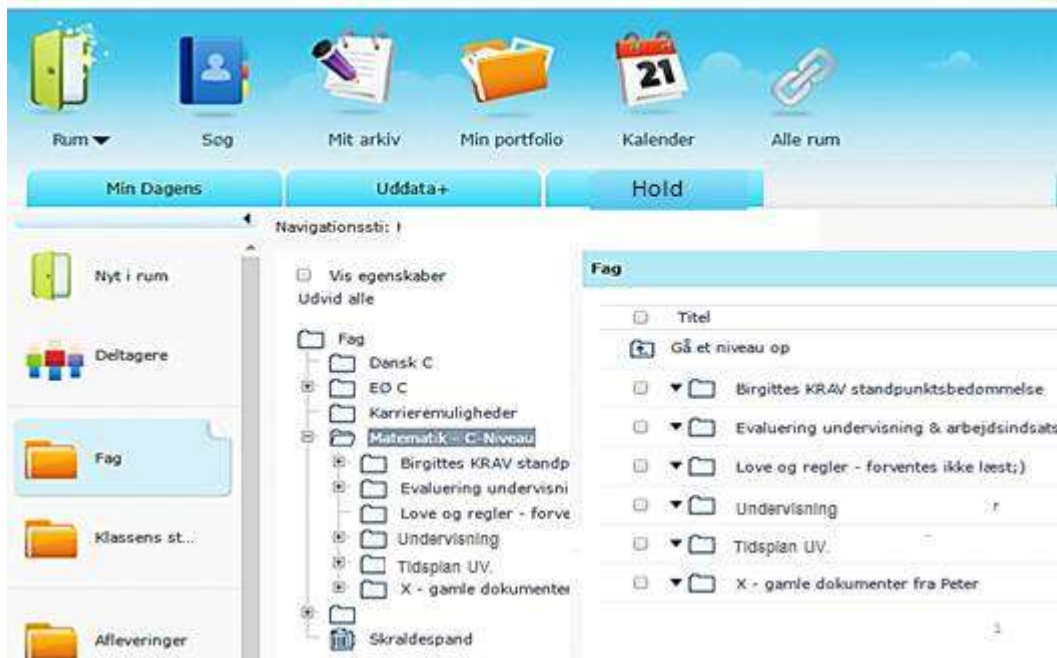 21
Rum
Søg
Mit arkiv
Min portfolio
Kalender
Alle rum
Min Dagens
Uddata+
Hold
Navigationssti:
Nyt i rum
Deltagere
Fag
Klassens st...
Afleveringer
Vis egenskaber
Udvid alle
Fag
Dansk C
EØ C
Karrieremuligheder
Matematik - C-Niveau
Birgittes KRAV standp
Evaluering undervisni
Love og regler - forve
Undervisning
Tidsplan UV.
X - gamle dokumenter
Skraldespand
Fag
Titel
Gå et niveau op
Birgittes KRAV standpunktsbedømmelse
Evaluering undervisning & arbejdsindsats
Love og regler - forventes ikke læst;)
Undervisning
Tidsplan UV.
X - gamle dokumenter fra Peter